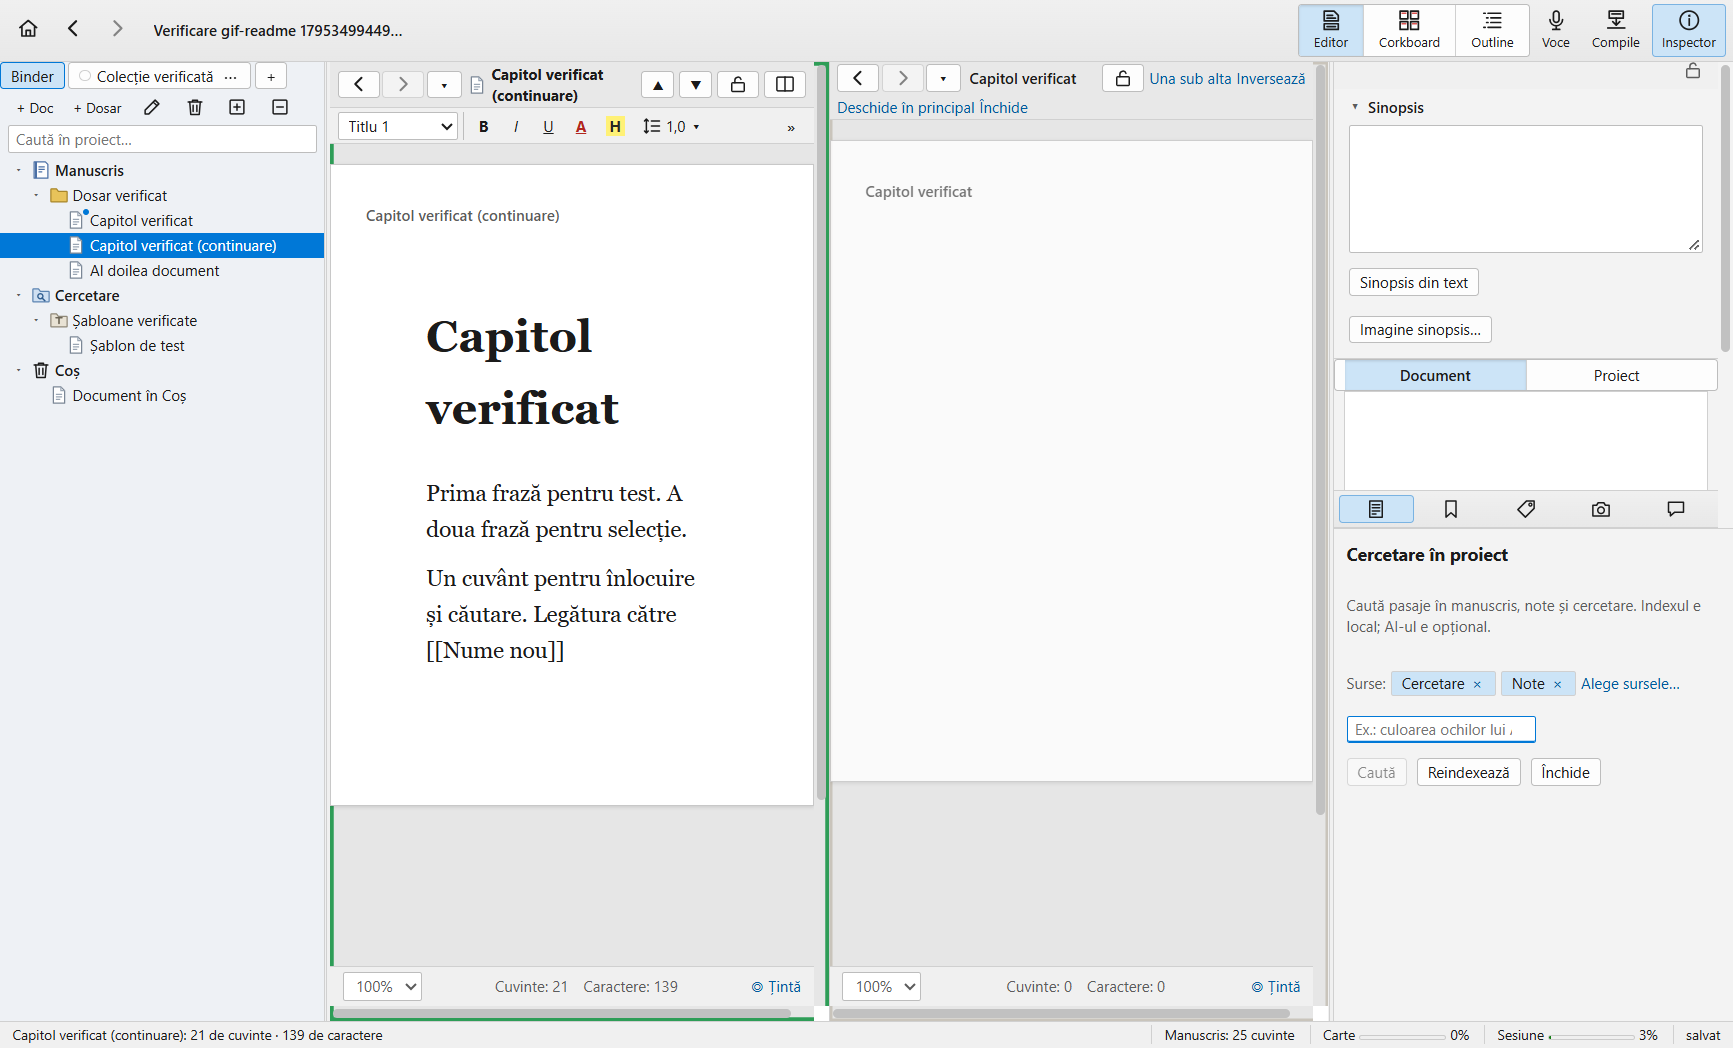 Verificare gif-readme 17953499449...
Editor
Corkboard
Outline
Voce
Compile
Inspector
Binder
Colecție verificată ...
+
+ Doc
+ Dosar
Caută în proiect...
Manuscris
Dosar verificat
Capitol verificat
Capitol verificat (continuare)
Al doilea document
Cercetare
Șabloane verificate
Șablon de test
Coș
Document în Coș
Capitol verificat
(continuare)
Titlu 1
B
I
U
A
H
1,0
»
Capitol verificat (continuare)
Capitol
verificat
Prima frază pentru test. A
doua frază pentru selecție.
Un cuvânt pentru înlocuire
și căutare. Legătura către
[[Nume nou]]
100%
Cuvinte: 21
Caractere: 139
Țintă
Capitol verificat
Una sub alta Inversează
Deschide în principal Închide
Capitol verificat
100%
Cuvinte: 0
Caractere: 0
Țintă
Sinopsis
Sinopsis din text
Imagine sinopsis...
Document
Proiect
Cercetare în proiect
Caută pasaje în manuscris, note și cercetare. Indexul e
local; AI-ul e opțional.
Surse: Cercetare × Note × Alege sursele...
Ex.: culoarea ochilor lui
Caută
Reindexează
Închide
Capitol verificat (continuare): 21 de cuvinte · 139 de caractere
Manuscris: 25 cuvinte
Carte 0%
Sesiune 3%
salvat